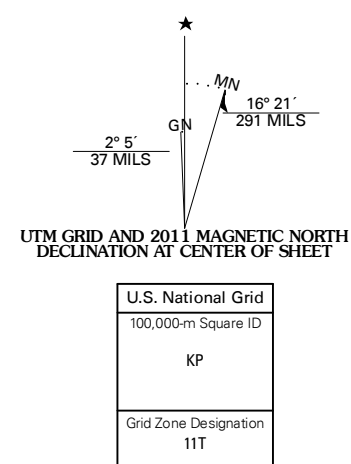 MN
GN
16° 21´
291 MILS
2° 5´
37 MILS
UTM GRID AND 2011 MAGNETIC NORTH
DECLINATION AT CENTER OF SHEET
U.S. National Grid
100,000-m Square ID
KP
Grid Zone Designation
11T